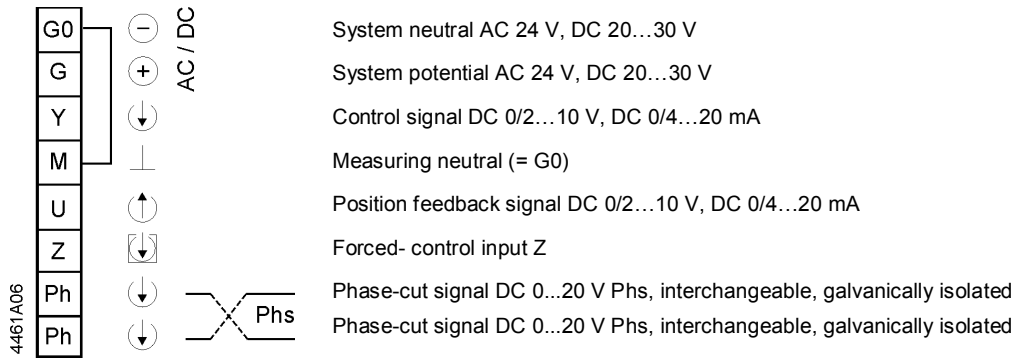 G0 − AC / DC System neutral AC 24 V, DC 20…30 V
G + System potential AC 24 V, DC 20…30 V
Y Control signal DC 0/2…10 V, DC 0/4…20 mA
M Measuring neutral (= G0)
U Position feedback signal DC 0/2…10 V, DC 0/4…20 mA
Z Forced- control input Z
Ph Phase-cut signal DC 0...20 V Phs, interchangeable, galvanically isolated
Phs
Ph Phase-cut signal DC 0...20 V Phs, interchangeable, galvanically isolated
4461A06